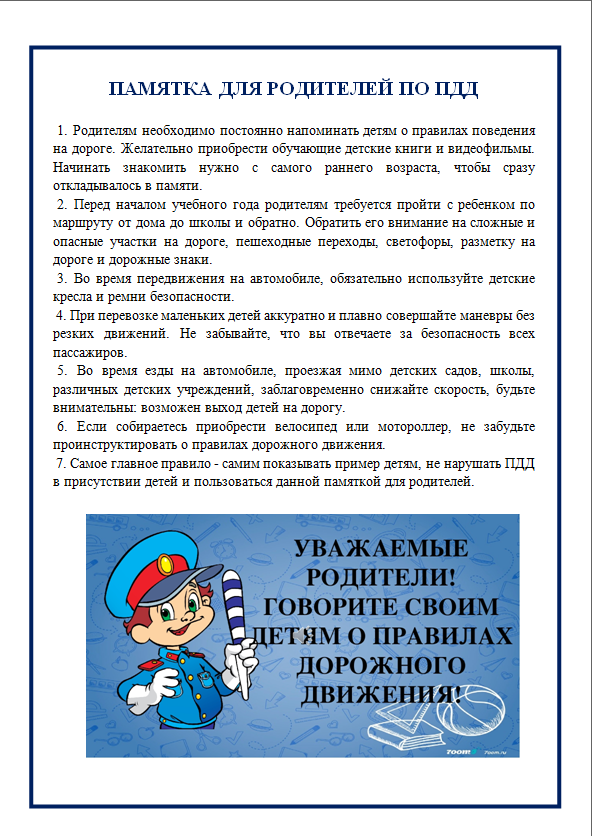 ПАМЯТКА ДЛЯ РОДИТЕЛЕЙ ПО ПДД
1. Родителям необходимо постоянно напоминать детям о правилах поведения
на дороге. Желательно приобрести обучающие детские книги и видеофильмы.
Начинать знакомить нужно с самого раннего возраста, чтобы сразу
откладывалось в памяти.
2. Перед началом учебного года родителям требуется пройти с ребенком по
маршруту от дома до школы и обратно. Обратить его внимание на сложные и
опасные участки на дороге, пешеходные переходы, светофоры, разметку на
дороге и дорожные знаки.
3. Во время передвижения на автомобиле, обязательно используйте детские
кресла и ремни безопасности.
4. При перевозке маленьких детей аккуратно и плавно совершайте маневры без
резких движений. Не забывайте, что вы отвечаете за безопасность всех
пассажиров.
5. Во время езды на автомобиле, проезжая мимо детских садов, школы,
различных детских учреждений, заблаговременно снижайте скорость, будьте
внимательны: возможен выход детей на дорогу.
6. Если собираетесь приобрести велосипед или мотороллер, не забудьте
проинструктировать о правилах дорожного движения.
7. Самое главное правило - самим показывать пример детям, не нарушать ПДД
в присутствии детей и пользоваться данной памяткой для родителей.
УВАЖАЕМЫЕ
РОДИТЕЛИ!
ГОВОРИТЕ СВОИМ
ДЕТЯМ О ПРАВИЛАХ
ДОРОЖНОГО
ДВИЖЕНИЯ!